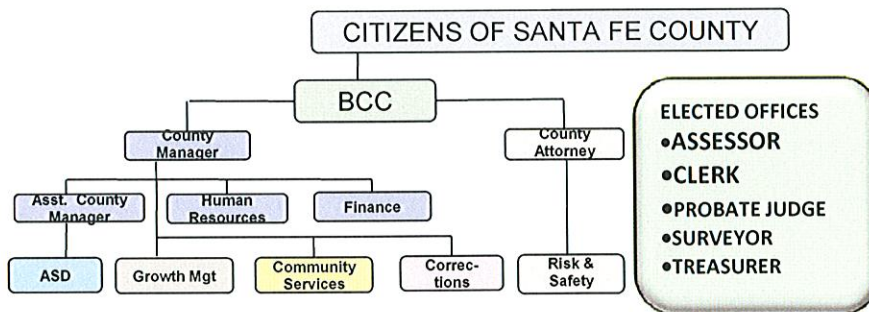 CITIZENS OF SANTA FE COUNTY
BCC
County
Manager
County
Attorney
Asst. County
Manager
Human
Resources
Finance
ASD
Growth Mgt
Community
Services
Correc-
tions
Risk &
Safety
ELECTED OFFICES
•ASSESSOR
•CLERK
•PROBATE JUDGE
•SURVEYOR
•TREASURER